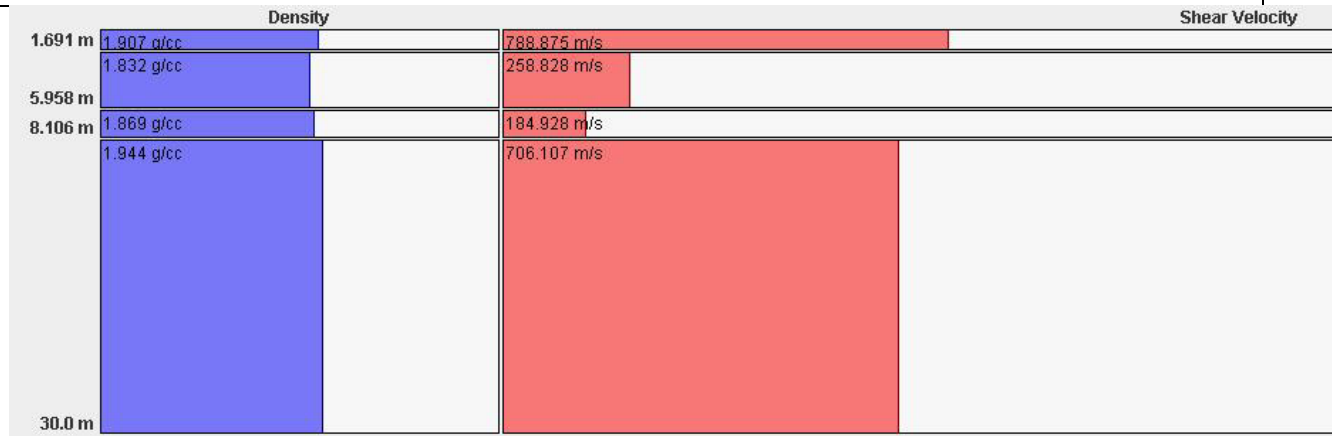 Density Shear Velocity
1.691 m 1.907 g/cc 788.875 m/s
1.832 g/cc 258.828 m/s
5.958 m
8.106 m 1.869 g/cc 184.928 m/s
1.944 g/cc 706.107 m/s
30.0 m